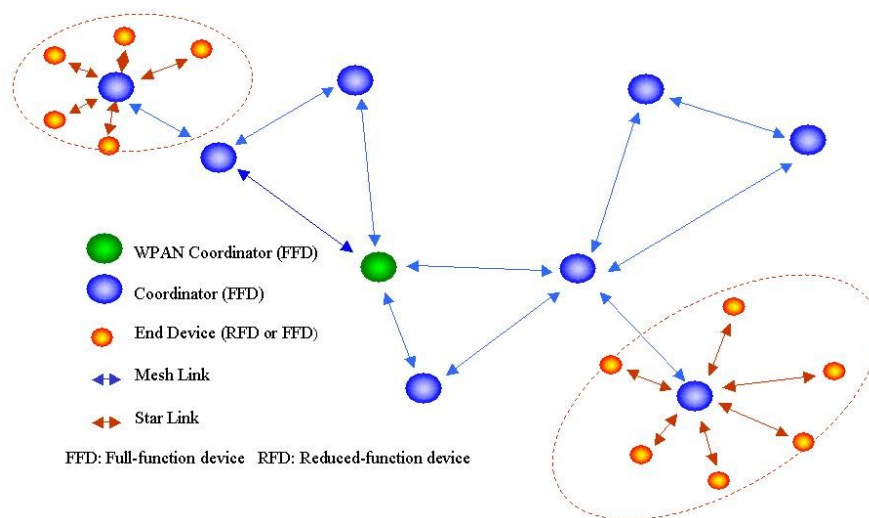 WPAN Coordinator (FFD)
Coordinator (FFD)
End Device (RFD or FFD)
Mesh Link
Star Link
FFD: Full-function device RFD: Reduced-function device